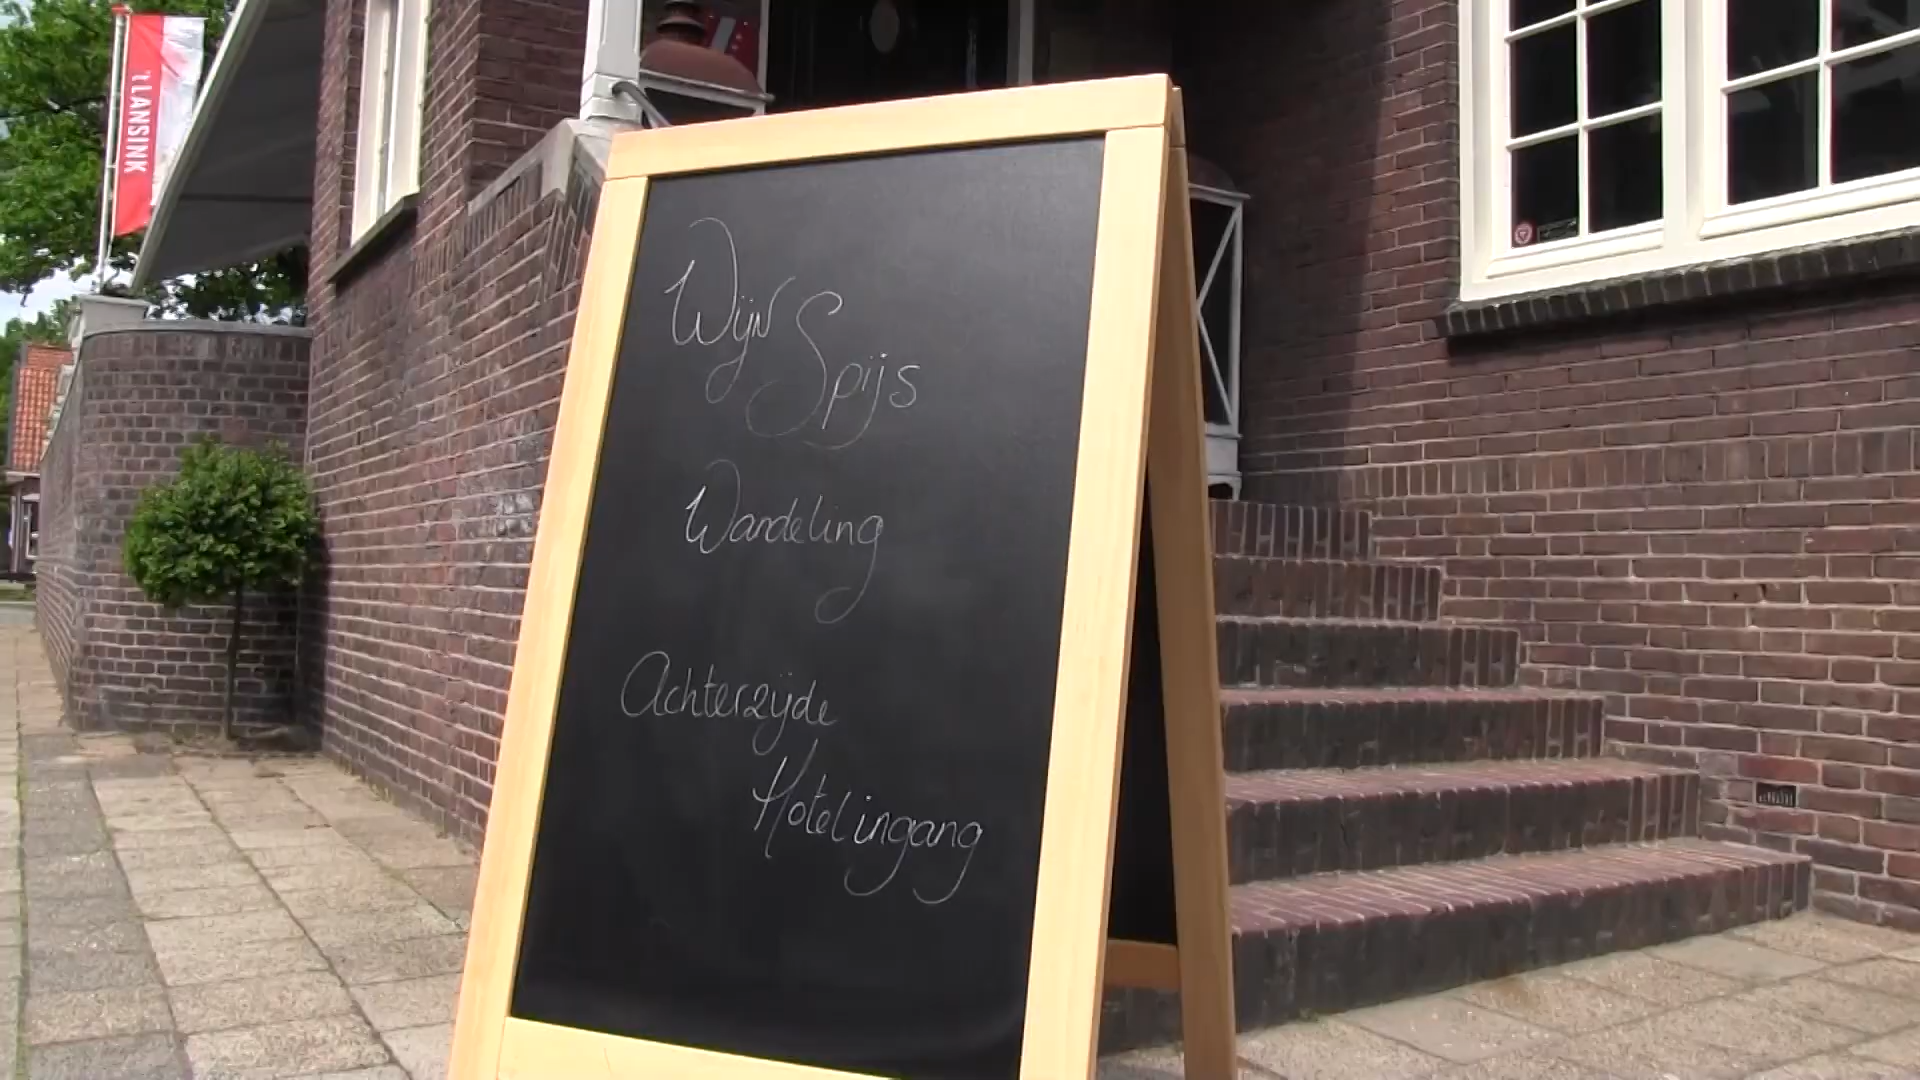 't LANSINK
Wijn
Spijs
Wandeling
Achterzijde
Hotelingang